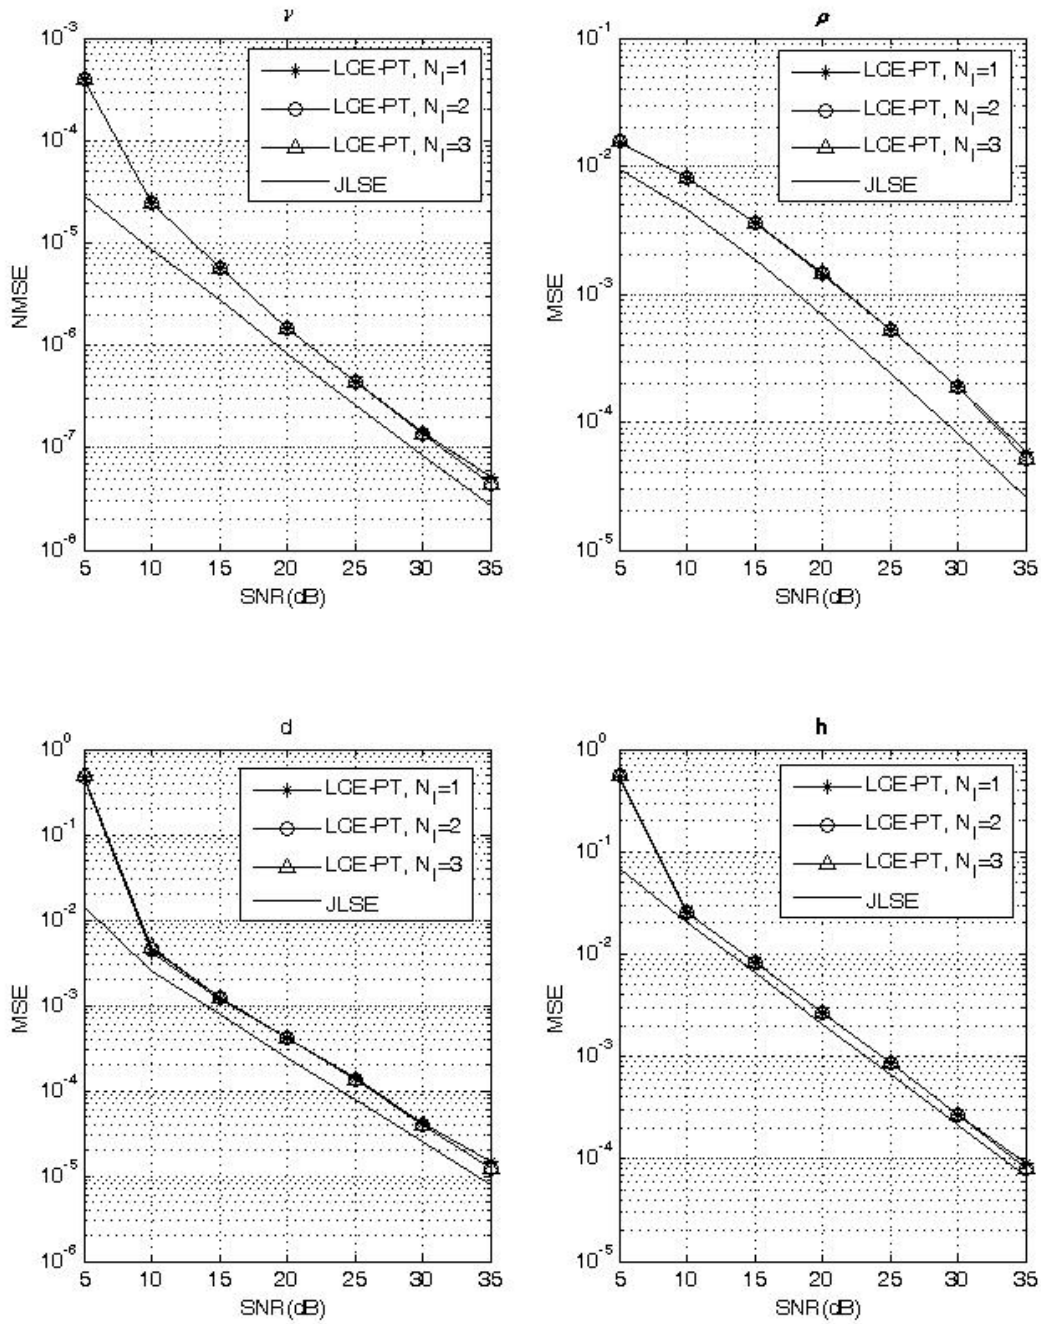 ν
10^-3
10^-4
10^-5
10^-6
10^-7
10^-8
NMSE
5 10 15 20 25 30 35
SNR(dB)
LCE-PT, N_I=1
LCE-PT, N_I=2
LCE-PT, N_I=3
JLSE
ρ
10^-1
10^-2
10^-3
10^-4
10^-5
MSE
5 10 15 20 25 30 35
SNR(dB)
LCE-PT, N_I=1
LCE-PT, N_I=2
LCE-PT, N_I=3
JLSE
d
10^0
10^-1
10^-2
10^-3
10^-4
10^-5
10^-6
MSE
5 10 15 20 25 30 35
SNR(dB)
LCE-PT, N_I=1
LCE-PT, N_I=2
LCE-PT, N_I=3
JLSE
h
10^0
10^-1
10^-2
10^-3
10^-4
10^-5
MSE
5 10 15 20 25 30 35
SNR(dB)
LCE-PT, N_I=1
LCE-PT, N_I=2
LCE-PT, N_I=3
JLSE